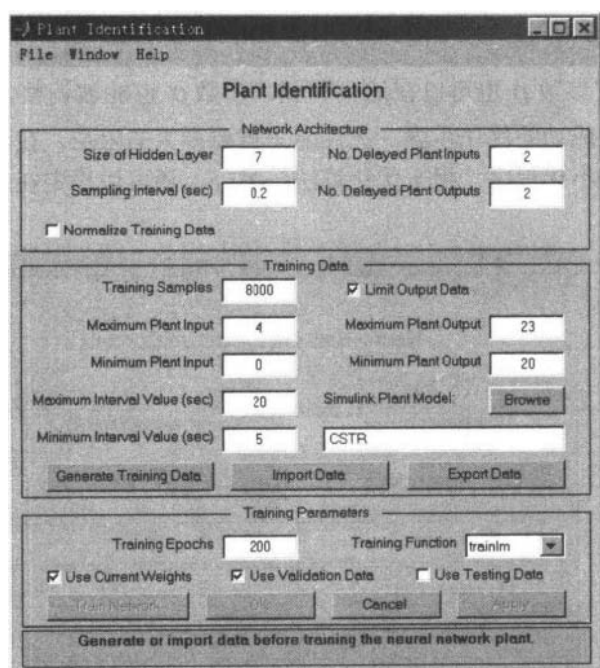 Plant Identification
File Window Help
Plant Identification
Network Architecture
Size of Hidden Layer 7 No. Delayed Plant Inputs 2
Sampling Interval (sec) 0.2 No. Delayed Plant Outputs 2
Normalize Training Data
Training Data
Training Samples 8000 Limit Output Data
Maximum Plant Input 4 Maximum Plant Output 23
Minimum Plant Input 0 Minimum Plant Output 20
Maximum Interval Value (sec) 20 Simulink Plant Model: Browse
Minimum Interval Value (sec) 5 CSTR
Generate Training Data Import Data Export Data
Training Parameters
Training Epochs 200 Training Function trainlm
Use Current Weights Use Validation Data Use Testing Data
Train Network OK Cancel Apply
Generate or import data before training the neural network plant.